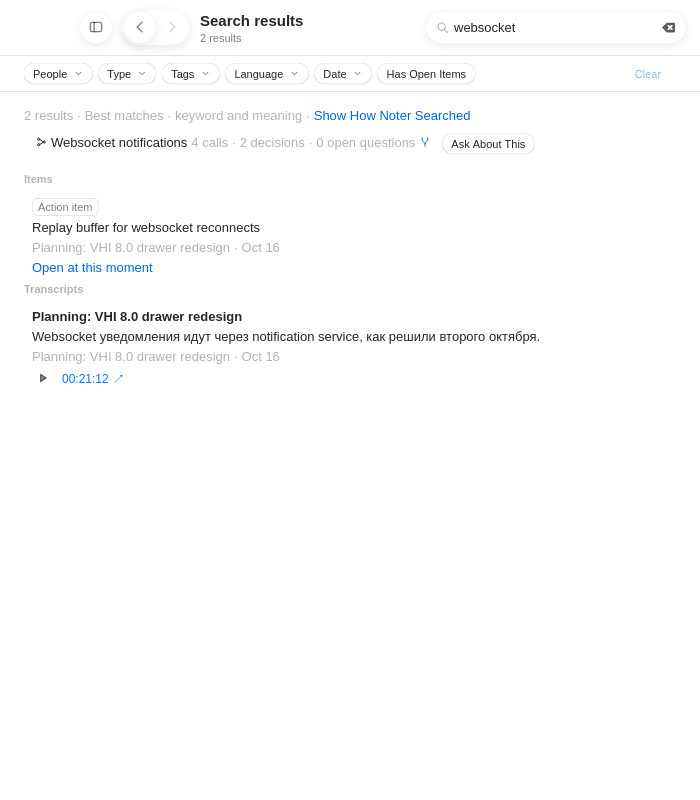 Search results
2 results
websocket
People
Type
Tags
Language
Date
Has Open Items
Clear
2 results · Best matches · keyword and meaning · Show How Noter Searched
Websocket notifications 4 calls · 2 decisions · 0 open questions
Ask About This
Items
Action item
Replay buffer for websocket reconnects
Planning: VHI 8.0 drawer redesign · Oct 16
Open at this moment
Transcripts
Planning: VHI 8.0 drawer redesign
Websocket уведомления идут через notification service, как решили второго октября.
Planning: VHI 8.0 drawer redesign · Oct 16
00:21:12 ↗